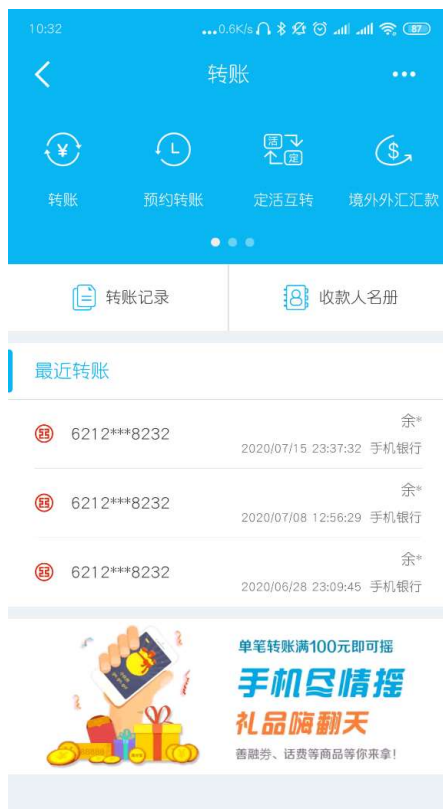 10:32
...0.6K/s
87
转账
转账
预约转账
活
定
定活互转
境外外汇汇款
转账记录
收款人名册
最近转账
6212***8232
余*
2020/07/15 23:37:32 手机银行
6212***8232
余*
2020/07/08 12:56:29 手机银行
6212***8232
余*
2020/06/28 23:09:45 手机银行
单笔转账满100元即可摇
手机尽情摇
礼品嗨翻天
善融券、话费等商品等你来拿!